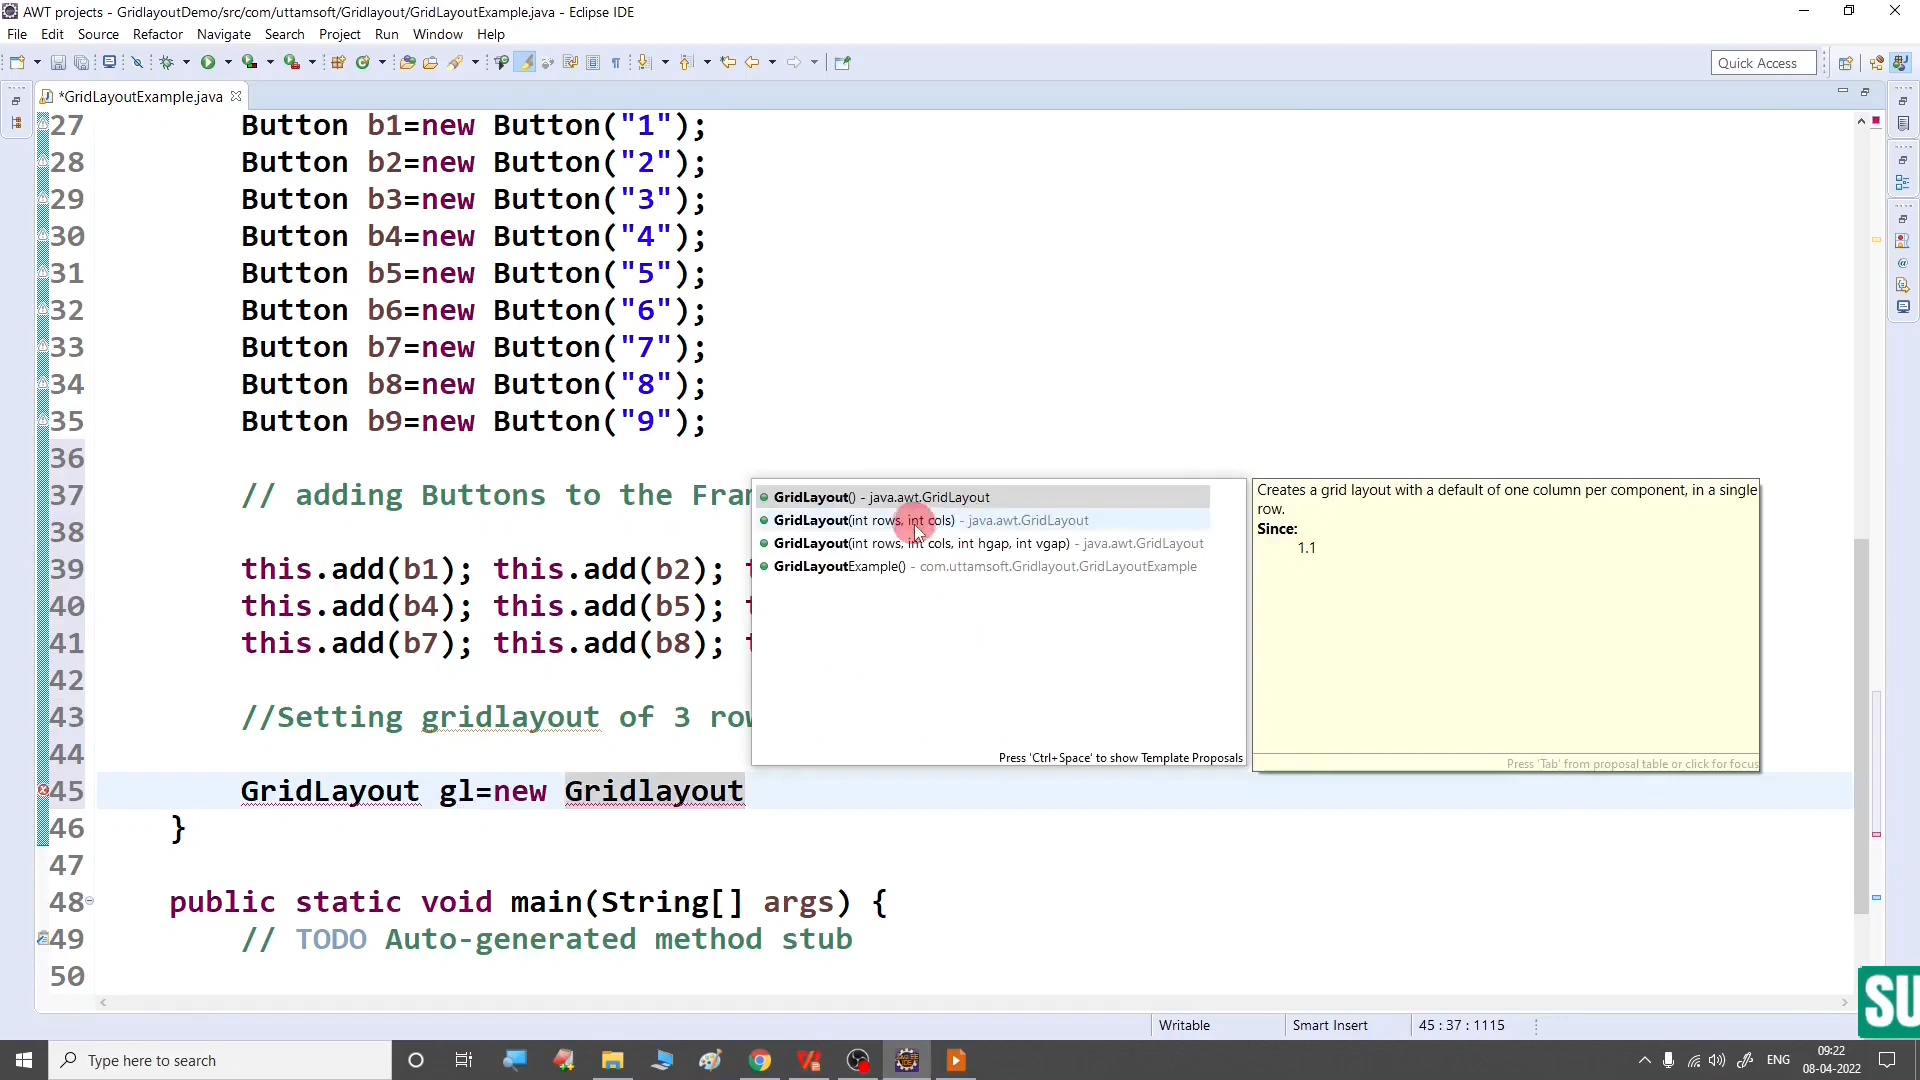 AWT projects - GridlayoutDemo/src/com/uttamsoft/Gridlayout/GridLayoutExample.java - Eclipse IDE
File Edit Source Refactor Navigate Search Project Run Window Help
Quick Access
*GridLayoutExample.java
27 Button b1=new Button("1");
28 Button b2=new Button("2");
29 Button b3=new Button("3");
30 Button b4=new Button("4");
31 Button b5=new Button("5");
32 Button b6=new Button("6");
33 Button b7=new Button("7");
34 Button b8=new Button("8");
35 Button b9=new Button("9");
36
37 // adding Buttons to the Fra
38
39 this.add(b1); this.add(b2);
40 this.add(b4); this.add(b5);
41 this.add(b7); this.add(b8);
42
43 //Setting gridlayout of 3 ro
44
45 GridLayout gl=new Gridlayout
46 }
47
48 public static void main(String[] args) {
49 // TODO Auto-generated method stub
50
GridLayout() - java.awt.GridLayout
GridLayout(int rows, int cols) - java.awt.GridLayout
GridLayout(int rows, int cols, int hgap, int vgap) - java.awt.GridLayout
GridLayoutExample() - com.uttamsoft.Gridlayout.GridLayoutExample
Press 'Ctrl+Space' to show Template Proposals
Creates a grid layout with a default of one column per component, in a single
row.
Since:
1.1
Press 'Tab' from proposal table or click for focus
SU
Writable Smart Insert 45 : 37 : 1115
Type here to search
ENG
09:22
08-04-2022